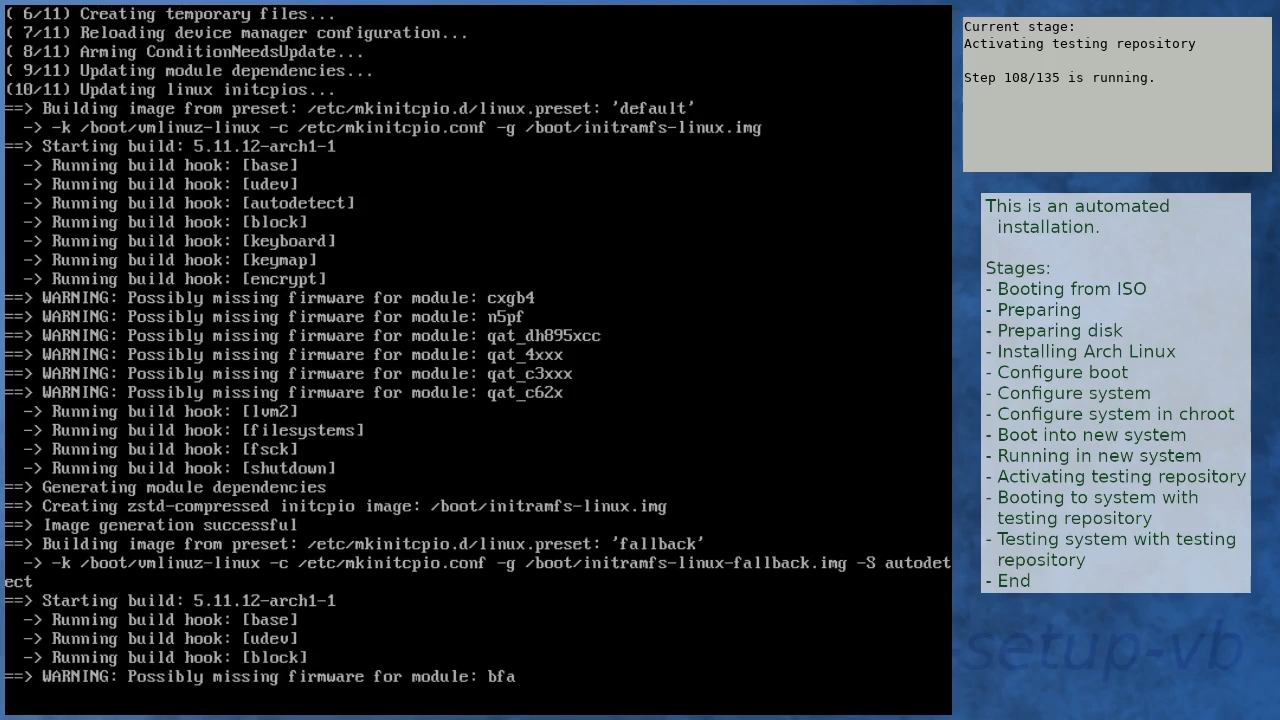 ( 6/11) Creating temporary files...
( 7/11) Reloading device manager configuration...
( 8/11) Arming ConditionNeedsUpdate...
( 9/11) Updating module dependencies...
(10/11) Updating linux initcpios...
==> Building image from preset: /etc/mkinitcpio.d/linux.preset: 'default'
  -> -k /boot/vmlinuz-linux -c /etc/mkinitcpio.conf -g /boot/initramfs-linux.img
==> Starting build: 5.11.12-arch1-1
  -> Running build hook: [base]
  -> Running build hook: [udev]
  -> Running build hook: [autodetect]
  -> Running build hook: [block]
  -> Running build hook: [keyboard]
  -> Running build hook: [keymap]
  -> Running build hook: [encrypt]
==> WARNING: Possibly missing firmware for module: cxgb4
==> WARNING: Possibly missing firmware for module: n5pf
==> WARNING: Possibly missing firmware for module: qat_dh895xcc
==> WARNING: Possibly missing firmware for module: qat_4xxx
==> WARNING: Possibly missing firmware for module: qat_c3xxx
==> WARNING: Possibly missing firmware for module: qat_c62x
  -> Running build hook: [lvm2]
  -> Running build hook: [filesystems]
  -> Running build hook: [fsck]
  -> Running build hook: [shutdown]
==> Generating module dependencies
==> Creating zstd-compressed initcpio image: /boot/initramfs-linux.img
==> Image generation successful
==> Building image from preset: /etc/mkinitcpio.d/linux.preset: 'fallback'
  -> -k /boot/vmlinuz-linux -c /etc/mkinitcpio.conf -g /boot/initramfs-linux-fallback.img -S autodet
ect
==> Starting build: 5.11.12-arch1-1
  -> Running build hook: [base]
  -> Running build hook: [udev]
  -> Running build hook: [block]
==> WARNING: Possibly missing firmware for module: bfa
Current stage:
Activating testing repository
Step 108/135 is running.
This is an automated
installation.
Stages:
- Booting from ISO
- Preparing
- Preparing disk
- Installing Arch Linux
- Configure boot
- Configure system
- Configure system in chroot
- Boot into new system
- Running in new system
- Activating testing repository
- Booting to system with
testing repository
- Testing system with testing
repository
- End
-setup-vb